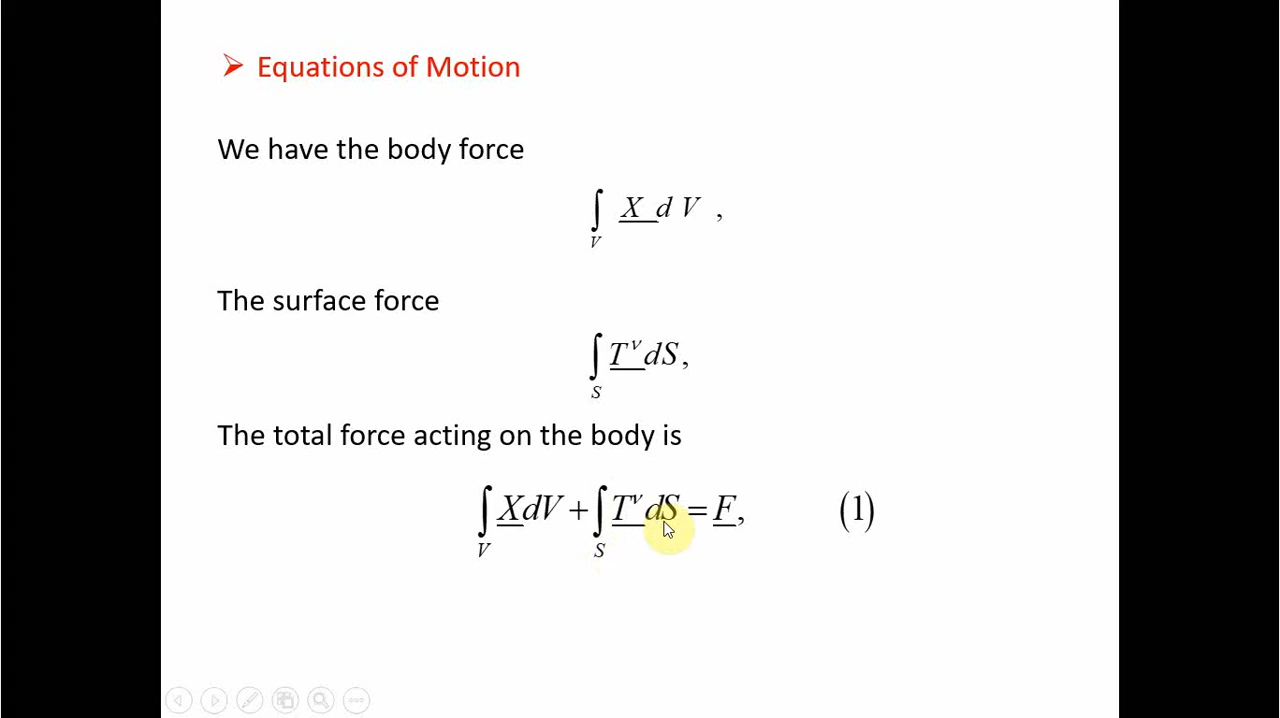 ➢ Equations of Motion
We have the body force
∫_V X dV ,
The surface force
∫_S T^ν dS,
The total force acting on the body is
∫_V X dV + ∫_S T^ν dS = F, (1)